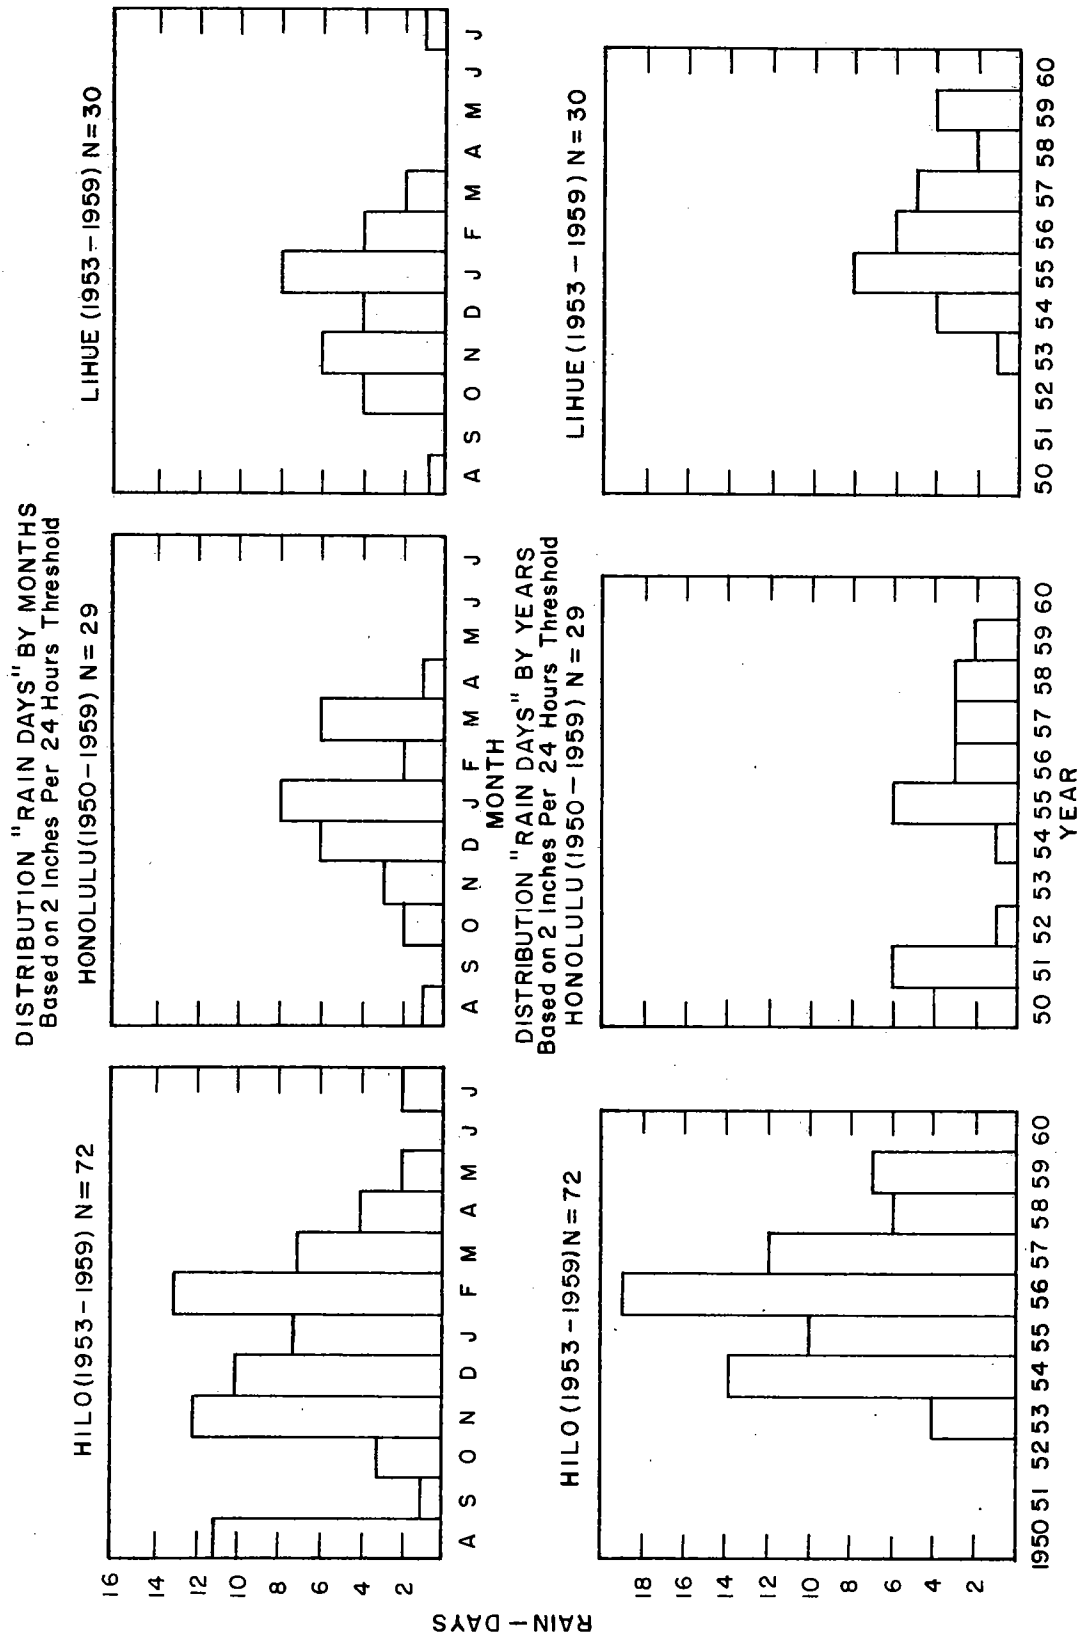 DISTRIBUTION "RAIN DAYS" BY MONTHS
Based on 2 Inches Per 24 Hours Threshold
HILO (1953-1959) N=72
HONOLULU (1950-1959) N=29
LIHUE (1953-1959) N=30
16
14
12
10
8
6
4
2
A S O N D J F M A M J J
A S O N D J F M A M J J
A S O N D J F M A M J J
MONTH
RAIN-DAYS
DISTRIBUTION "RAIN DAYS" BY YEARS
Based on 2 Inches Per 24 Hours Threshold
HILO (1953-1959) N=72
HONOLULU (1950-1959) N=29
LIHUE (1953-1959) N=30
18
16
14
12
10
8
6
4
2
1950 51 52 53 54 55 56 57 58 59 60
50 51 52 53 54 55 56 57 58 59 60
50 51 52 53 54 55 56 57 58 59 60
YEAR